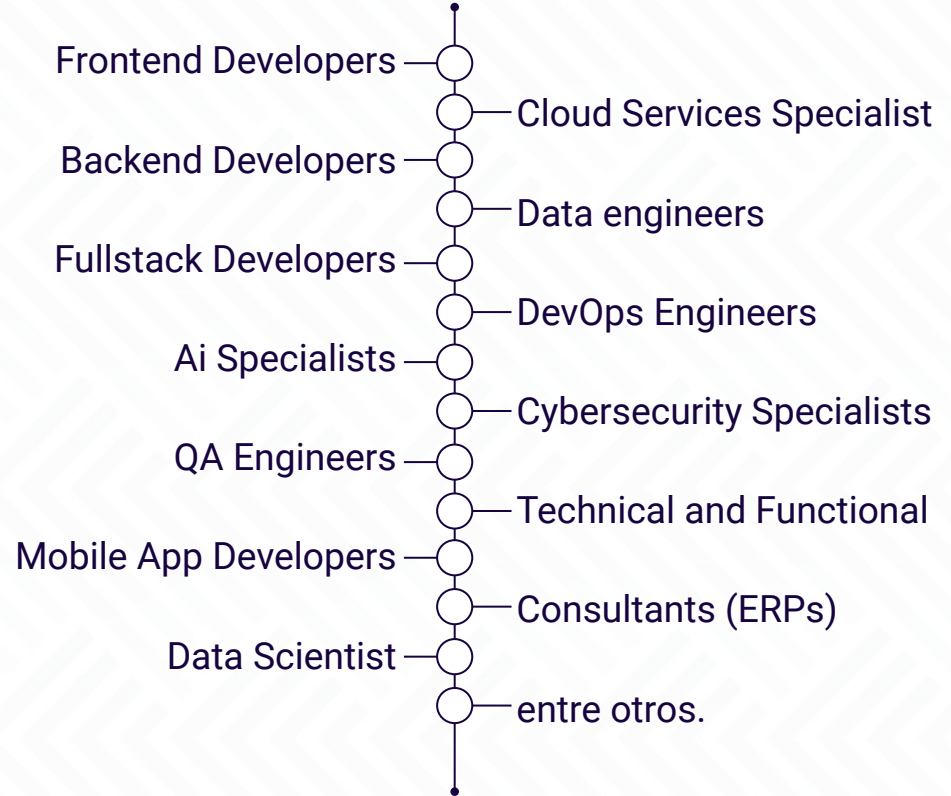 Frontend Developers
Cloud Services Specialist
Backend Developers
Data engineers
Fullstack Developers
DevOps Engineers
Ai Specialists
Cybersecurity Specialists
QA Engineers
Technical and Functional
Mobile App Developers
Consultants (ERPs)
Data Scientist
entre otros.